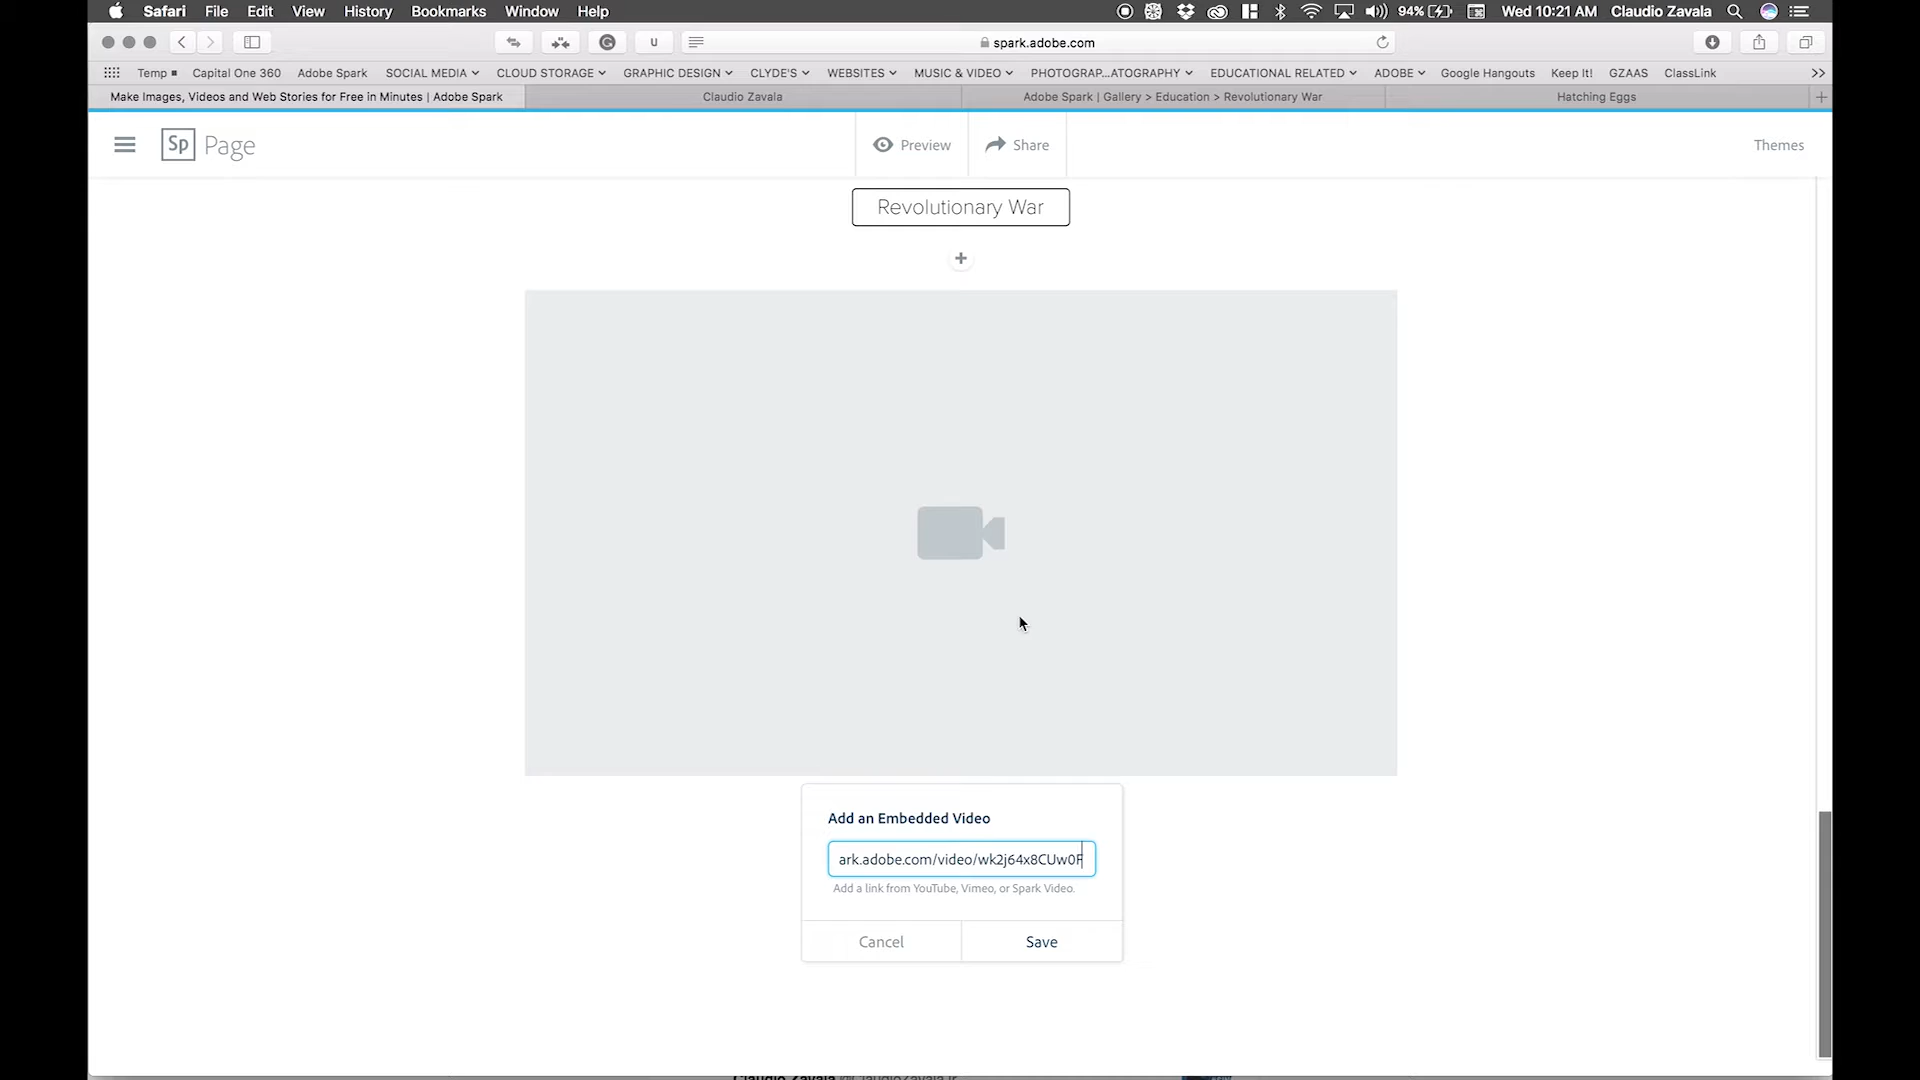 Safari File Edit View History Bookmarks Window Help 94% Wed 10:21 AM Claudio Zavala
spark.adobe.com
Temp Capital One 360 Adobe Spark SOCIAL MEDIA CLOUD STORAGE GRAPHIC DESIGN CLYDE'S WEBSITES MUSIC & VIDEO PHOTOGRAP...ATOGRAPHY EDUCATIONAL RELATED ADOBE Google Hangouts Keep It! GZAAS ClassLink
Make Images, Videos and Web Stories for Free in Minutes | Adobe Spark Claudio Zavala Adobe Spark | Gallery > Education > Revolutionary War Hatching Eggs
Sp Page Preview Share Themes
Revolutionary War
Add an Embedded Video
ark.adobe.com/video/wk2j64x8CUw0F
Add a link from YouTube, Vimeo, or Spark Video.
Cancel Save